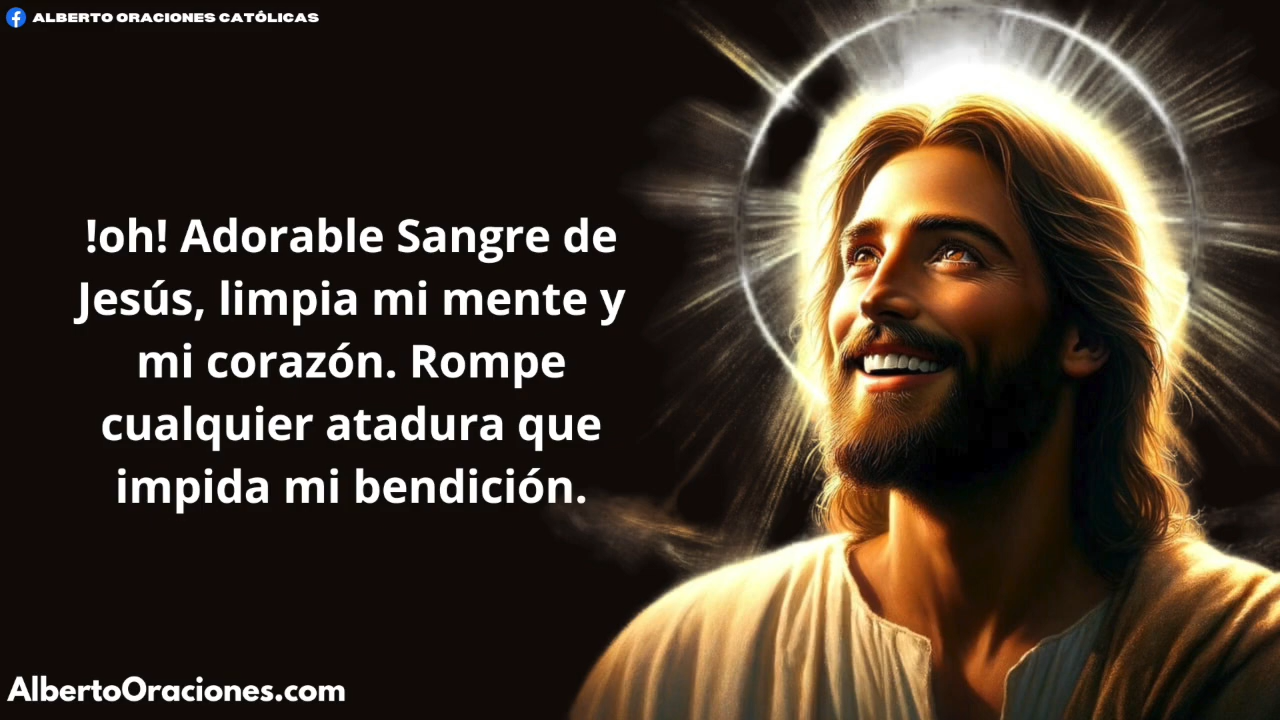 ALBERTO ORACIONES CATÓLICAS
!oh! Adorable Sangre de
Jesús, limpia mi mente y
mi corazón. Rompe
cualquier atadura que
impida mi bendición.
AlbertoOraciones.com